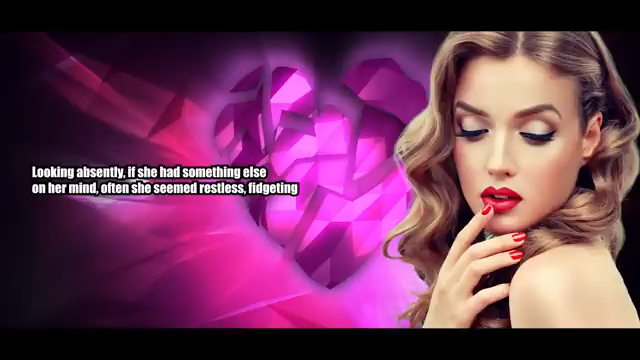 Looking absently, if she had something else
on her mind, often she seemed restless, fidgeting